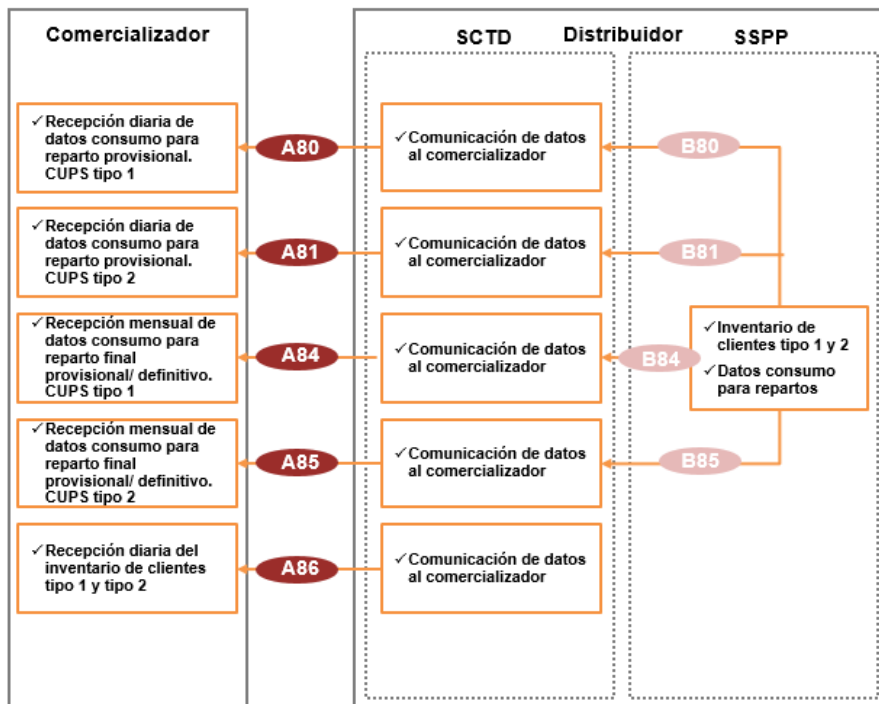 Comercializador
SCTD
Distribuidor
SSPP
✓Recepción diaria de
datos consumo para
reparto provisional.
CUPS tipo 1
A80
✓Comunicación de datos
al comercializador
B80
✓Recepción diaria de
datos consumo para
reparto provisional.
CUPS tipo 2
A81
✓Comunicación de datos
al comercializador
B81
✓Recepción mensual de
datos consumo para
reparto final
provisional/ definitivo.
CUPS tipo 1
A84
✓Comunicación de datos
al comercializador
B84
✓Inventario de
clientes tipo 1 y 2
✓Datos consumo
para repartos
✓Recepción mensual de
datos consumo para
reparto final
provisional/ definitivo.
CUPS tipo 2
A85
✓Comunicación de datos
al comercializador
B85
✓Recepción diaria del
inventario de clientes
tipo 1 y tipo 2
A86
✓Comunicación de datos
al comercializador